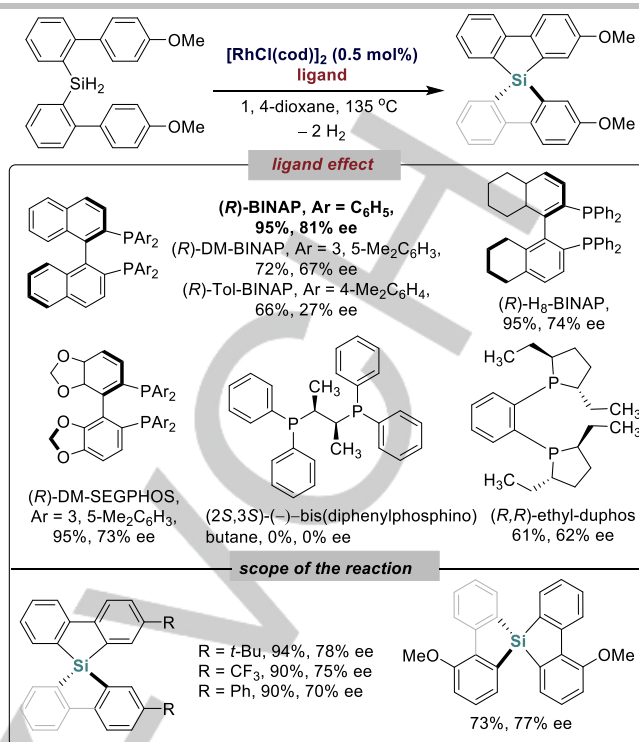 OMe
SiH2
OMe
[RhCl(cod)]2 (0.5 mol%)
ligand
1, 4-dioxane, 135 °C
– 2 H2
OMe
Si
OMe
ligand effect
PAr2
PAr2
(R)-BINAP, Ar = C6H5,
95%, 81% ee
(R)-DM-BINAP, Ar = 3, 5-Me2C6H3,
72%, 67% ee
(R)-Tol-BINAP, Ar = 4-Me2C6H4,
66%, 27% ee
PPh2
PPh2
(R)-H8-BINAP,
95%, 74% ee
O
O
PAr2
O
PAr2
O
(R)-DM-SEGPHOS,
Ar = 3, 5-Me2C6H3,
95%, 73% ee
CH3
P
P
CH3
(2S,3S)-(–)–bis(diphenylphosphino)
butane, 0%, 0% ee
H3C
P
CH3
P
H3C
CH3
(R,R)-ethyl-duphos
61%, 62% ee
scope of the reaction
R
Si
R
R = t-Bu, 94%, 78% ee
R = CF3, 90%, 75% ee
R = Ph, 90%, 70% ee
Si
MeO
OMe
73%, 77% ee